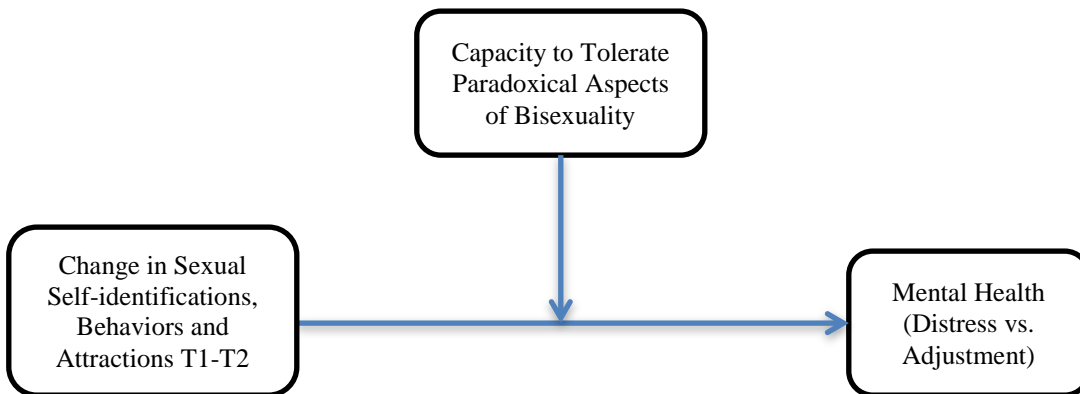 Capacity to Tolerate
Paradoxical Aspects
of Bisexuality
Change in Sexual
Self-identifications,
Behaviors and
Attractions T1-T2
Mental Health
(Distress vs.
Adjustment)